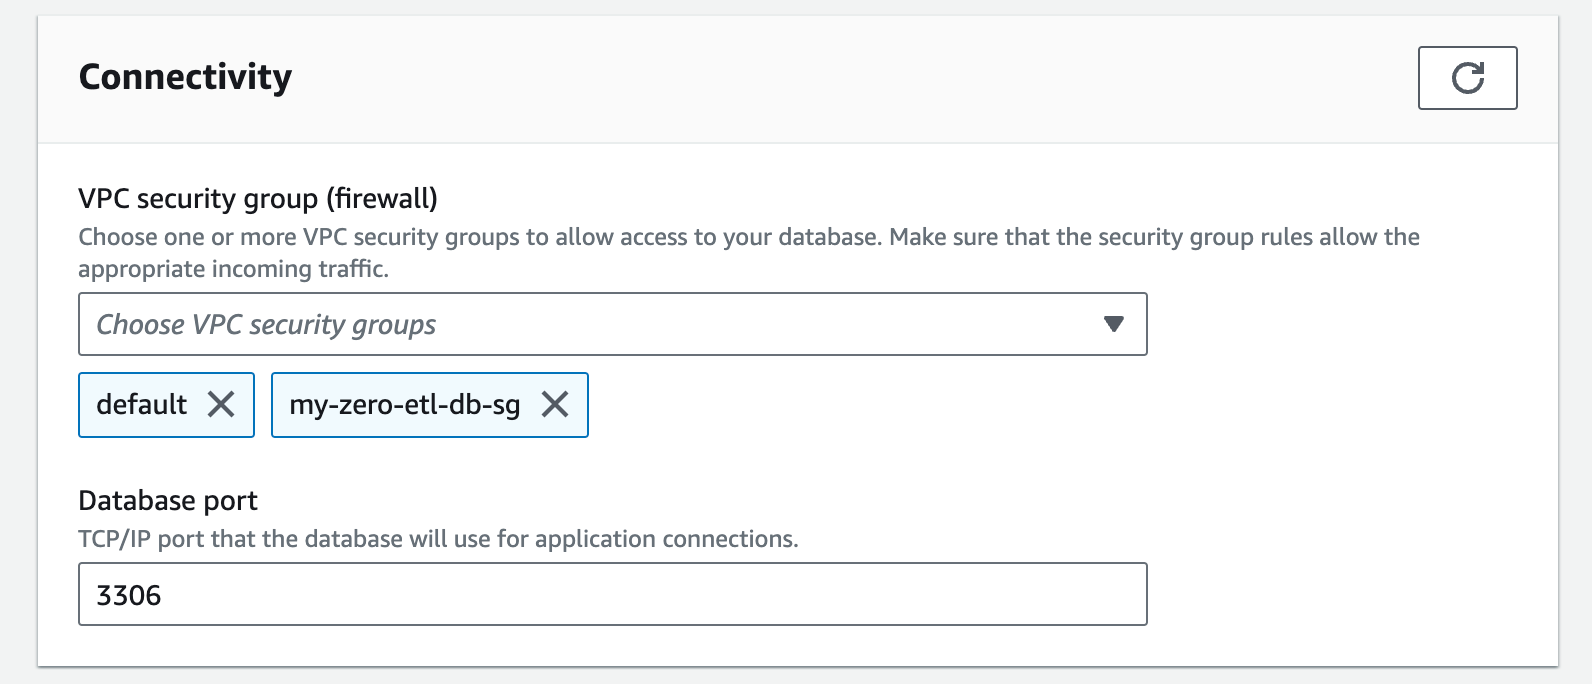 Connectivity
VPC security group (firewall)
Choose one or more VPC security groups to allow access to your database. Make sure that the security group rules allow the
appropriate incoming traffic.
Choose VPC security groups
default
my-zero-etl-db-sg
Database port
TCP/IP port that the database will use for application connections.
3306